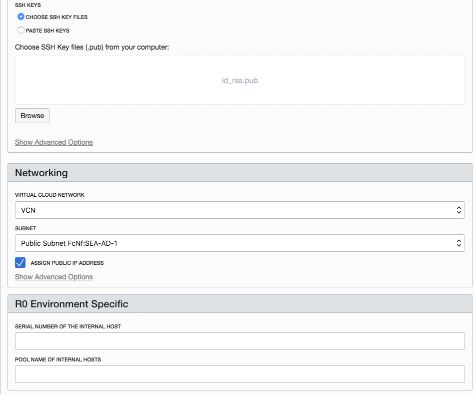 SSH KEYS
CHOOSE SSH KEY FILES
PASTE SSH KEYS
Choose SSH Key files (.pub) from your computer:
id_rsa.pub
Browse
Show Advanced Options
Networking
VIRTUAL CLOUD NETWORK
VCN
SUBNET
Public Subnet FcNf:SEA-AD-1
ASSIGN PUBLIC IP ADDRESS
Show Advanced Options
R0 Environment Specific
SERIAL NUMBER OF THE INTERNAL HOST
POOL NAME OF INTERNAL HOSTS